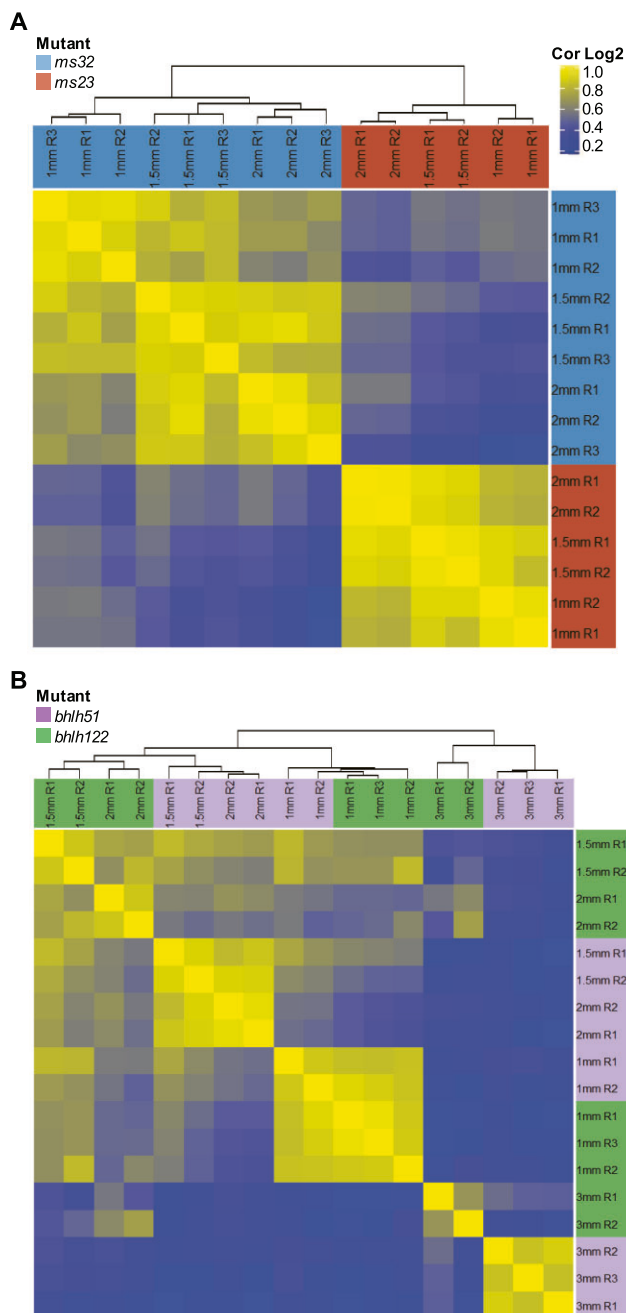 A
Mutant
ms32
ms23
Cor Log2
1.0
0.8
0.6
0.4
0.2
1mm R3
1mm R1
1mm R2
1.5mm R2
1.5mm R1
1.5mm R3
2mm R1
2mm R2
2mm R3
2mm R1
2mm R2
1.5mm R1
1.5mm R2
1mm R2
1mm R1
1mm R3
1mm R1
1mm R2
1.5mm R2
1.5mm R1
1.5mm R3
2mm R1
2mm R2
2mm R3
2mm R1
2mm R2
1.5mm R1
1.5mm R2
1mm R2
1mm R1
B
Mutant
bhlh51
bhlh122
1.5mm R1
1.5mm R2
2mm R1
2mm R2
1.5mm R1
1.5mm R2
2mm R2
2mm R1
1mm R1
1mm R2
1mm R1
1mm R3
1mm R2
3mm R1
3mm R2
3mm R2
3mm R3
3mm R1
1.5mm R1
1.5mm R2
2mm R1
2mm R2
1.5mm R1
1.5mm R2
2mm R2
2mm R1
1mm R1
1mm R2
1mm R1
1mm R3
1mm R2
3mm R1
3mm R2
3mm R2
3mm R3
3mm R1